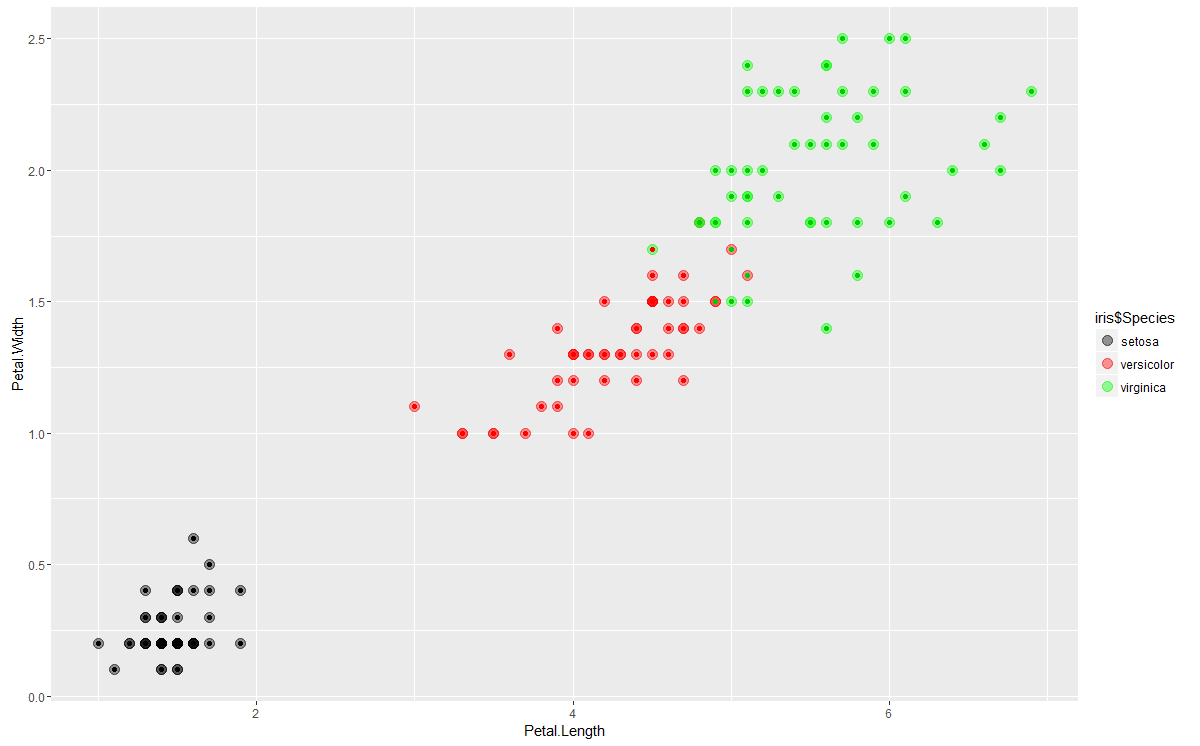 2.5
2.0
1.5
1.0
0.5
0.0
Petal.Width
2
4
6
Petal.Length
iris$Species
setosa
versicolor
virginica